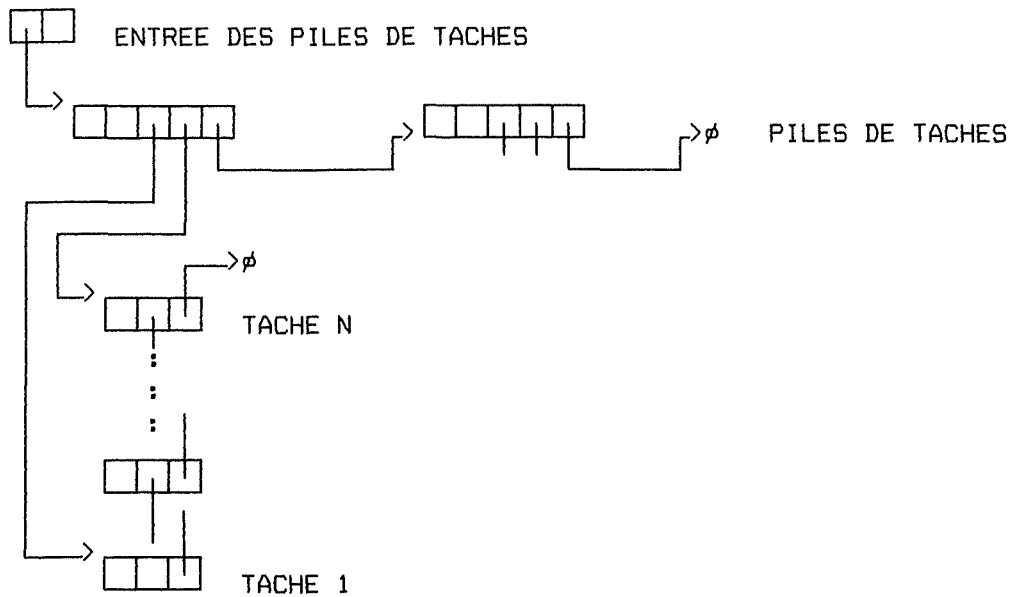 ENTREE DES PILES DE TACHES
ø PILES DE TACHES
ø
TACHE N
TACHE 1